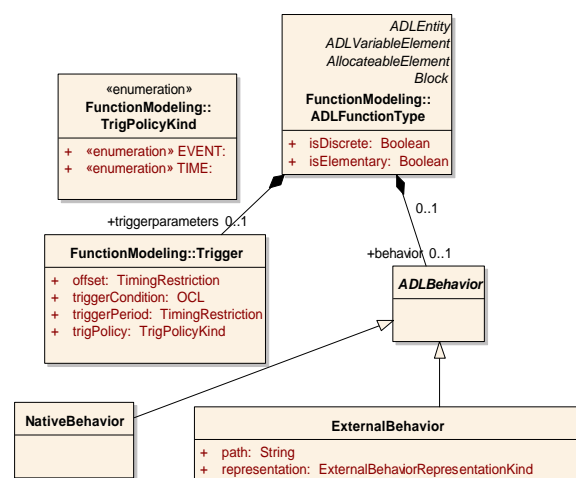 ADLEntity
ADLVariableElement
AllocateableElement
Block
FunctionModeling::
ADLFunctionType
+ isDiscrete: Boolean
+ isElementary: Boolean
«enumeration»
FunctionModeling::
TrigPolicyKind
+ «enumeration» EVENT:
+ «enumeration» TIME:
+triggerparameters 0..1
0..1
+behavior 0..1
FunctionModeling::Trigger
+ offset: TimingRestriction
+ triggerCondition: OCL
+ triggerPeriod: TimingRestriction
+ trigPolicy: TrigPolicyKind
ADLBehavior
NativeBehavior
ExternalBehavior
+ path: String
+ representation: ExternalBehaviorRepresentationKind